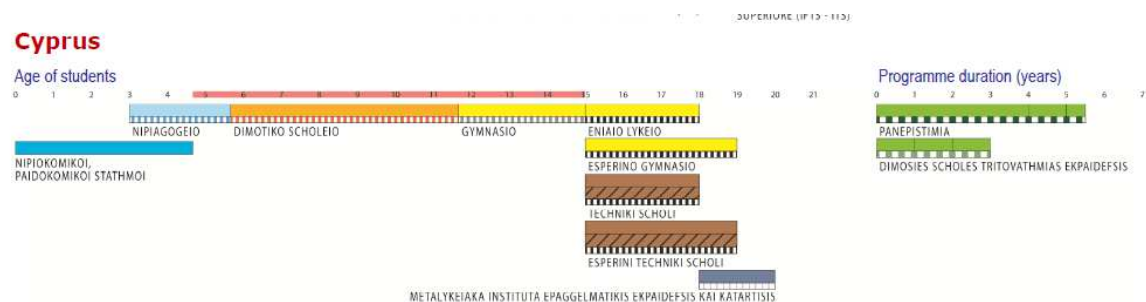 SUPERIORE (IFTS - ITS)
Cyprus
Age of students Programme duration (years)
0 1 2 3 4 5 6 7 8 9 10 11 12 13 14 15 16 17 18 19 20 21 0 1 2 3 4 5 6 7
NIPIAGOGEIO DIMOTIKO SCHOLEIO GYMNASIO ENIAIO LYKEIO PANEPISTIMIA
NIPIOKOMIKOI,
PAIDOKOMIKOI STATHMOI
ESPERINO GYMNASIO DIMOSIES SCHOLES TRITOVATHMIAS EKPAIDEFSIS
TECHNIKI SCHOLI
ESPERINI TECHNIKI SCHOLI
METALYKEIAKA INSTITUTA EPAGGELMATIKIS EKPAIDEFSIS KAI KATARTISIS